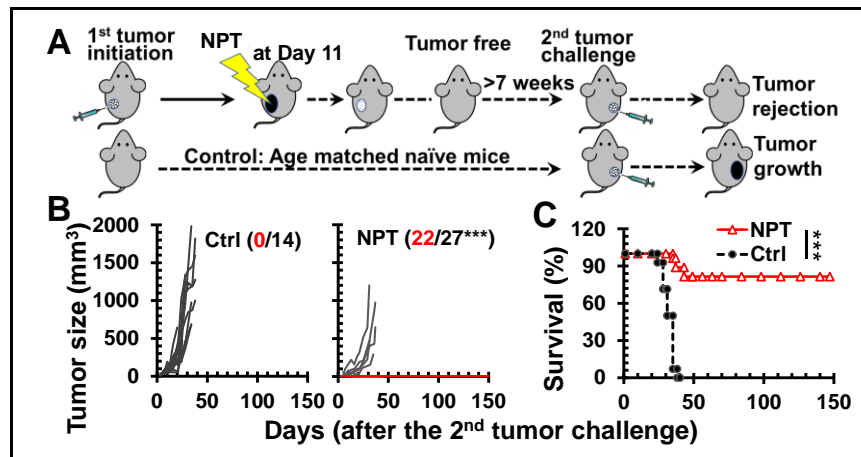 A
1st tumor
initiation
NPT
at Day 11
Tumor free
>7 weeks
2nd tumor
challenge
Tumor
rejection
Control: Age matched naïve mice
Tumor
growth
B
Tumor size (mm3)
2000
1500
1000
500
0
Ctrl (0/14)
0 50 100 150
NPT (22/27***)
0 50 100 150
Days (after the 2nd tumor challenge)
C
Survival (%)
120
90
60
30
0
NPT
Ctrl
***
0 50 100 150